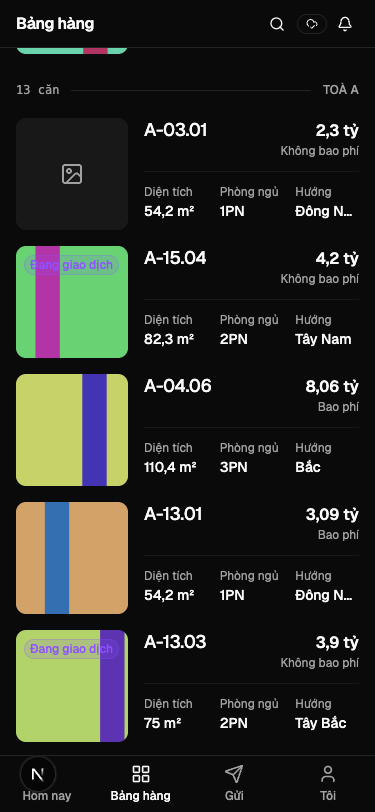 Bảng hàng
13 căn TOÀ A
A-03.01 2,3 tỷ
Không bao phí
Diện tích Phòng ngủ Hướng
54,2 m² 1PN Đông N...
Đang giao dịch
A-15.04 4,2 tỷ
Không bao phí
Diện tích Phòng ngủ Hướng
82,3 m² 2PN Tây Nam
A-04.06 8,06 tỷ
Bao phí
Diện tích Phòng ngủ Hướng
110,4 m² 3PN Bắc
A-13.01 3,09 tỷ
Bao phí
Diện tích Phòng ngủ Hướng
54,2 m² 1PN Đông N...
Đang giao dịch
A-13.03 3,9 tỷ
Không bao phí
Diện tích Phòng ngủ Hướng
75 m² 2PN Tây Bắc
N
Hôm nay Bảng hàng Gửi Tôi